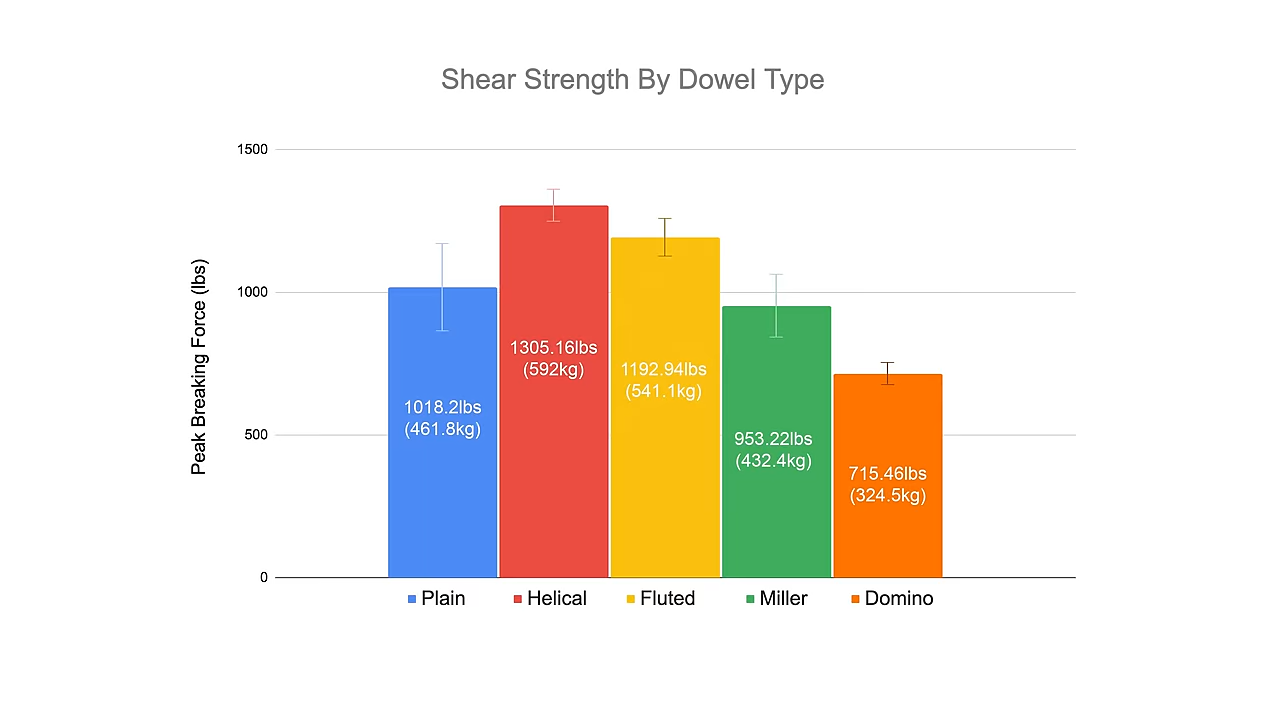 Shear Strength By Dowel Type
Peak Breaking Force (lbs)
1500
1000
500
0
1018.2lbs
(461.8kg)
1305.16lbs
(592kg)
1192.94lbs
(541.1kg)
953.22lbs
(432.4kg)
715.46lbs
(324.5kg)
Plain Helical Fluted Miller Domino